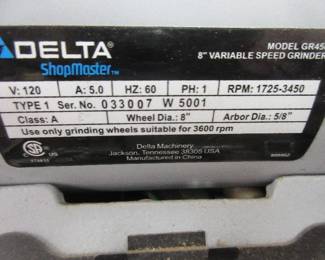 DELTA MODEL GR45
ShopMaster 8" VARIABLE SPEED GRINDER
V: 120 A: 5.0 HZ: 60 PH: 1 RPM: 1725-3450
TYPE 1 Ser. No. 033007 W 5001
Class: A Wheel Dia.: 8" Arbor Dia.: 5/8"
Use only grinding wheels suitable for 3600 rpm
Delta Machinery
Jackson, Tennessee 38305 USA
Manufactured in China